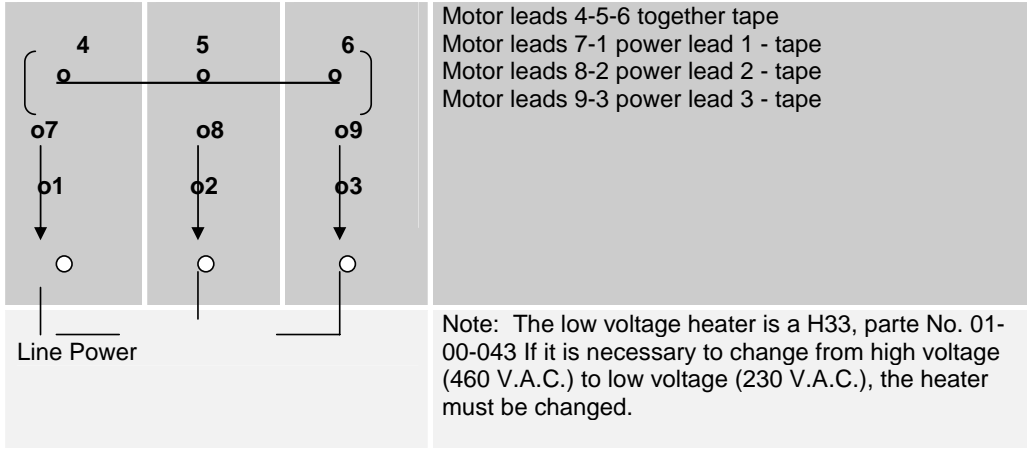 4 5 6
o o o
o7 o8 o9
o1 o2 o3
Line Power
Motor leads 4-5-6 together tape
Motor leads 7-1 power lead 1 - tape
Motor leads 8-2 power lead 2 - tape
Motor leads 9-3 power lead 3 - tape
Note:  The low voltage heater is a H33, parte No. 01-
00-043 If it is necessary to change from high voltage
(460 V.A.C.) to low voltage (230 V.A.C.), the heater
must be changed.